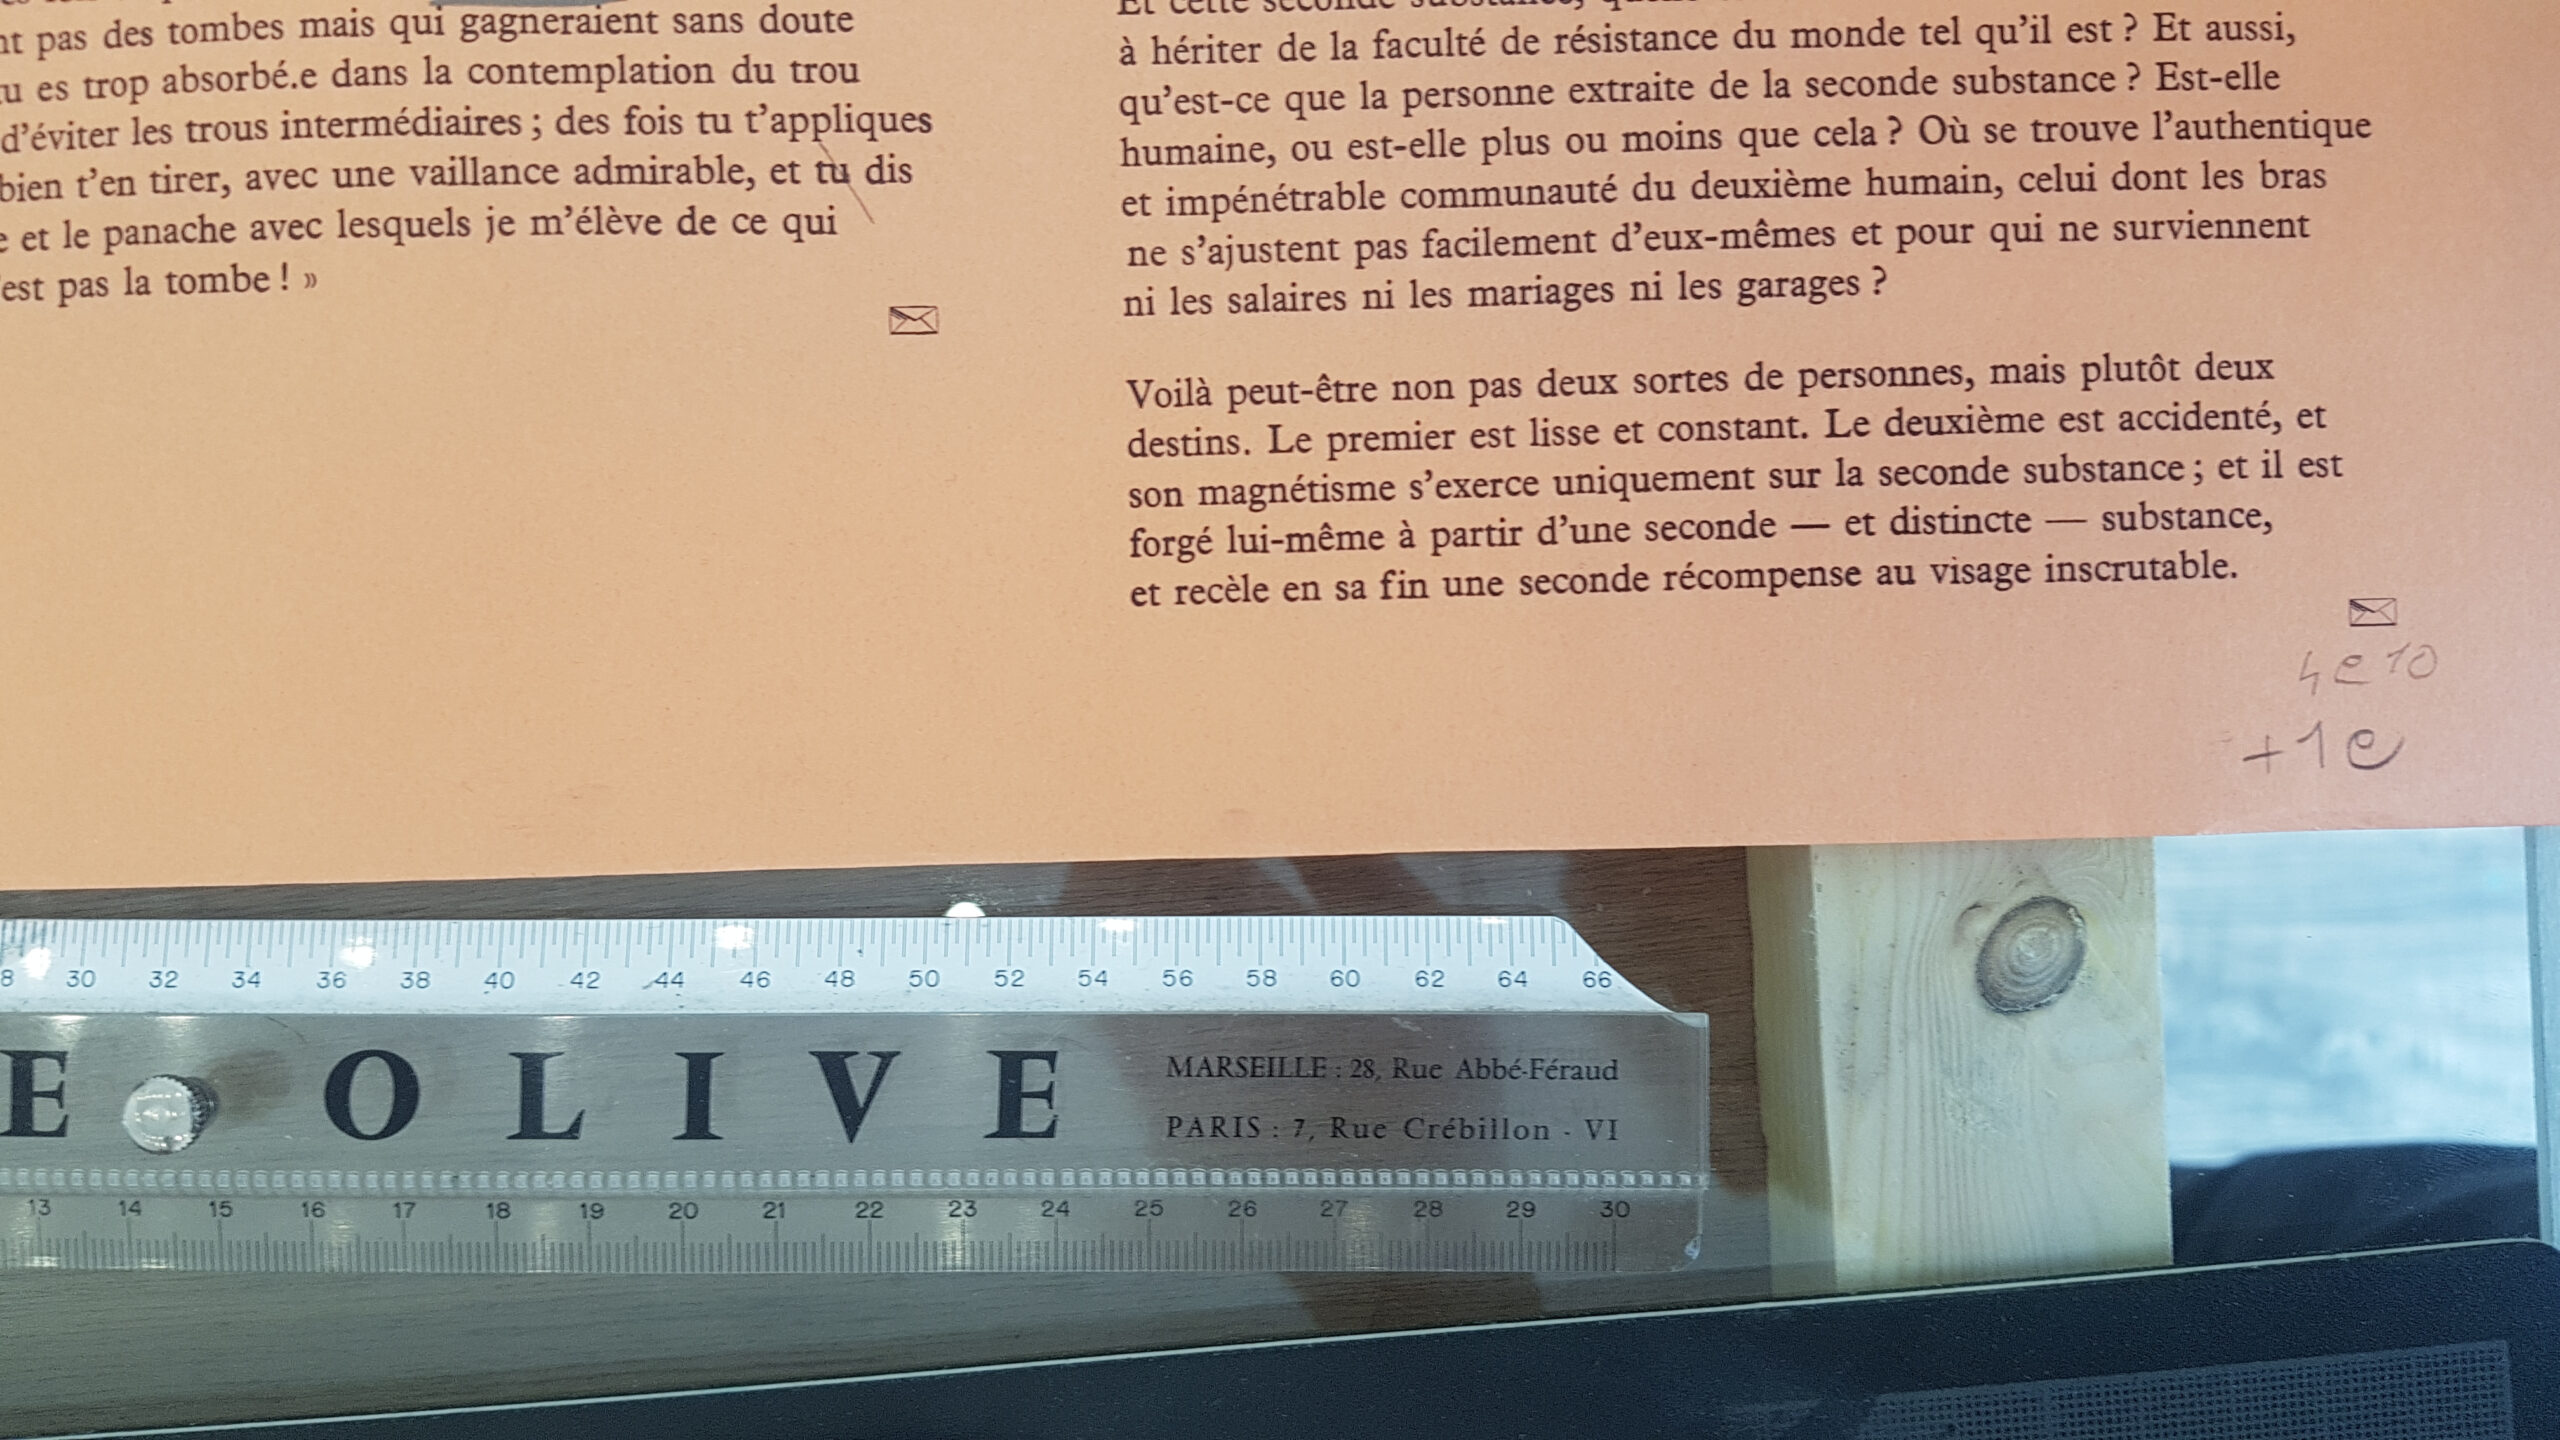 pas des tombes mais qui gagneraient sans doute
es trop absorbé.e dans la contemplation du trou
d'éviter les trous intermédiaires ; des fois tu t'appliques
bien t'en tirer, avec une vaillance admirable, et tu dis
et le panache avec lesquels je m'élève de ce qui
est pas la tombe ! »
Et cette seconde substance,
à hériter de la faculté de résistance du monde tel qu'il est ? Et aussi,
qu'est-ce que la personne extraite de la seconde substance ? Est-elle
humaine, ou est-elle plus ou moins que cela ? Où se trouve l'authentique
et impénétrable communauté du deuxième humain, celui dont les bras
ne s'ajustent pas facilement d'eux-mêmes et pour qui ne surviennent
ni les salaires ni les mariages ni les garages ?
Voilà peut-être non pas deux sortes de personnes, mais plutôt deux
destins. Le premier est lisse et constant. Le deuxième est accidenté, et
son magnétisme s'exerce uniquement sur la seconde substance ; et il est
forgé lui-même à partir d'une seconde — et distincte — substance,
et recèle en sa fin une seconde récompense au visage inscrutable.
4e 10
+1e
8 30 32 34 36 38 40 42 44 46 48 50 52 54 56 58 60 62 64 66
E OLIVE
MARSEILLE : 28, Rue Abbé-Féraud
PARIS : 7, Rue Crébillon - VI
13 14 15 16 17 18 19 20 21 22 23 24 25 26 27 28 29 30